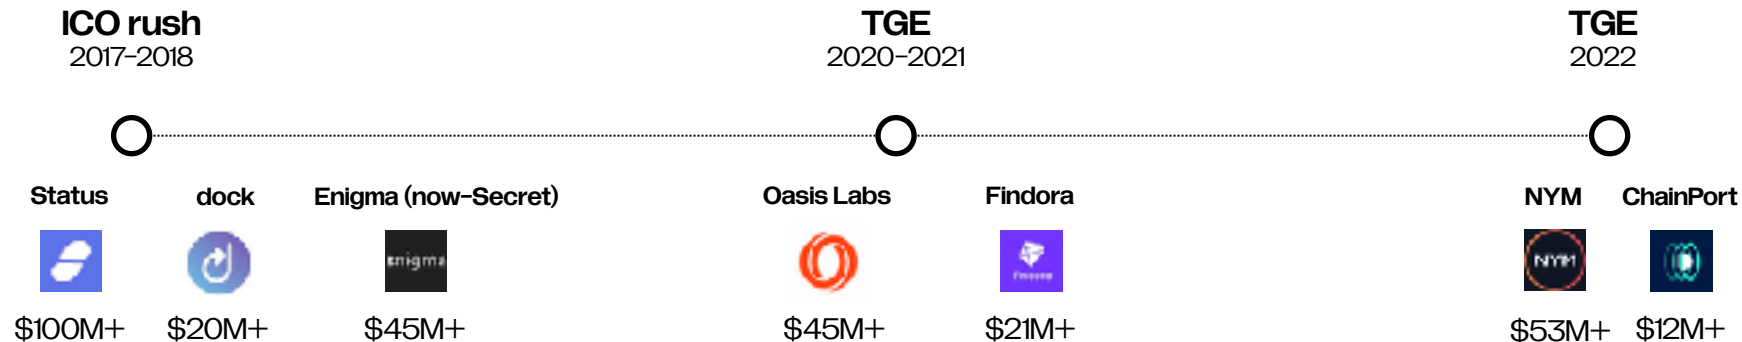 ICO rush
2017-2018
TGE
2020-2021
TGE
2022
Status
dock
Enigma (now-Secret)
Oasis Labs
Findora
NYM
ChainPort
enigma
Findora
NYM
$100M+
$20M+
$45M+
$45M+
$21M+
$53M+
$12M+